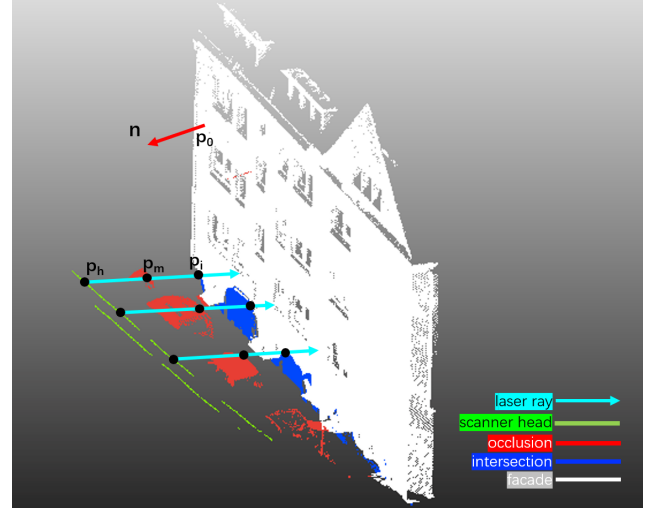 n
p0
ph
pm
pi
laser ray
scanner head
occlusion
intersection
facade